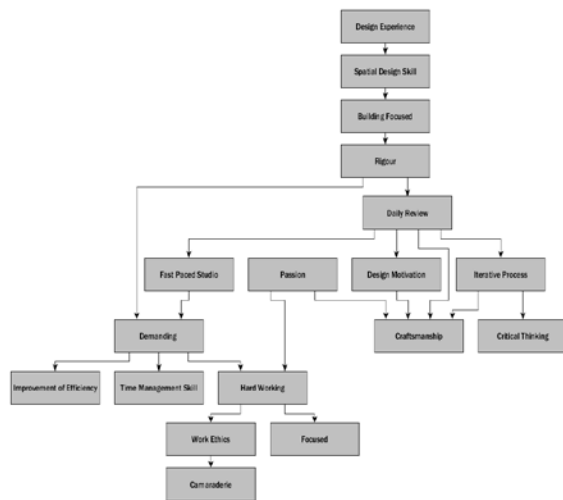 Design Experience
Spatial Design Skill
Building Focused
Rigour
Daily Review
Fast Paced Studio
Passion
Design Motivation
Iterative Process
Demanding
Craftsmanship
Critical Thinking
Improvement of Efficiency
Time Management Skill
Hard Working
Work Ethics
Focused
Camaraderie